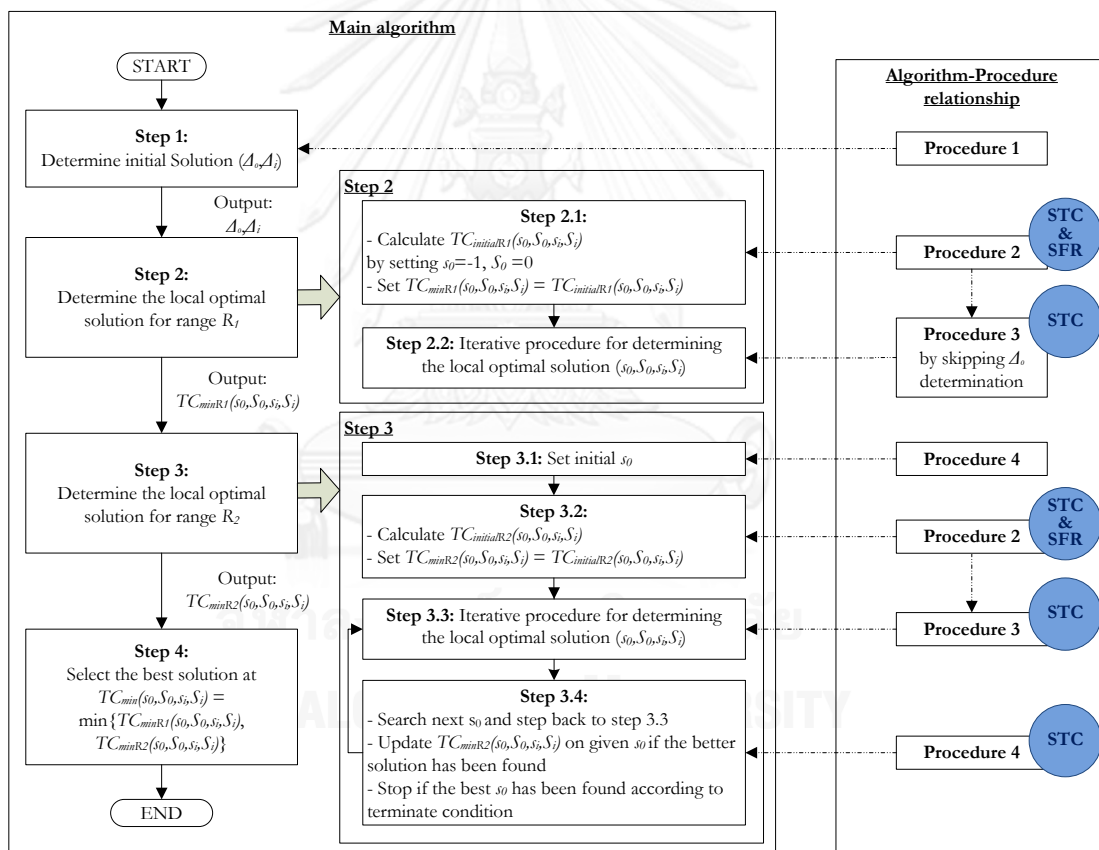 Main algorithm
START
Step 1:
Determine initial Solution (Δo,Δi)
Output:
Δo,Δi
Step 2:
Determine the local optimal
solution for range R1
Output:
TCminR1(s0,S0,si,Si)
Step 3:
Determine the local optimal
solution for range R2
Output:
TCminR2(s0,S0,si,Si)
Step 4:
Select the best solution at
TCmin(s0,S0,si,Si) =
min{TCminR1(s0,S0,si,Si),
TCminR2(s0,S0,si,Si)}
END
Step 2
Step 2.1:
- Calculate TCinitialR1(s0,S0,si,Si)
by setting s0=-1, S0 =0
- Set TCminR1(s0,S0,si,Si) = TCinitialR1(s0,S0,si,Si)
Step 2.2: Iterative procedure for determining
the local optimal solution (s0,S0,si,Si)
Step 3
Step 3.1: Set initial s0
Step 3.2:
- Calculate TCinitialR2(s0,S0,si,Si)
- Set TCminR2(s0,S0,si,Si) = TCinitialR2(s0,S0,si,Si)
Step 3.3: Iterative procedure for determining
the local optimal solution (s0,S0,si,Si)
Step 3.4:
- Search next s0 and step back to step 3.3
- Update TCminR2(s0,S0,si,Si) on given s0 if the better
solution has been found
- Stop if the best s0 has been found according to
terminate condition
Algorithm-Procedure
relationship
Procedure 1
Procedure 2
STC
&
SFR
Procedure 3
by skipping Δo
determination
STC
Procedure 4
Procedure 2
STC
&
SFR
Procedure 3
STC
Procedure 4
STC